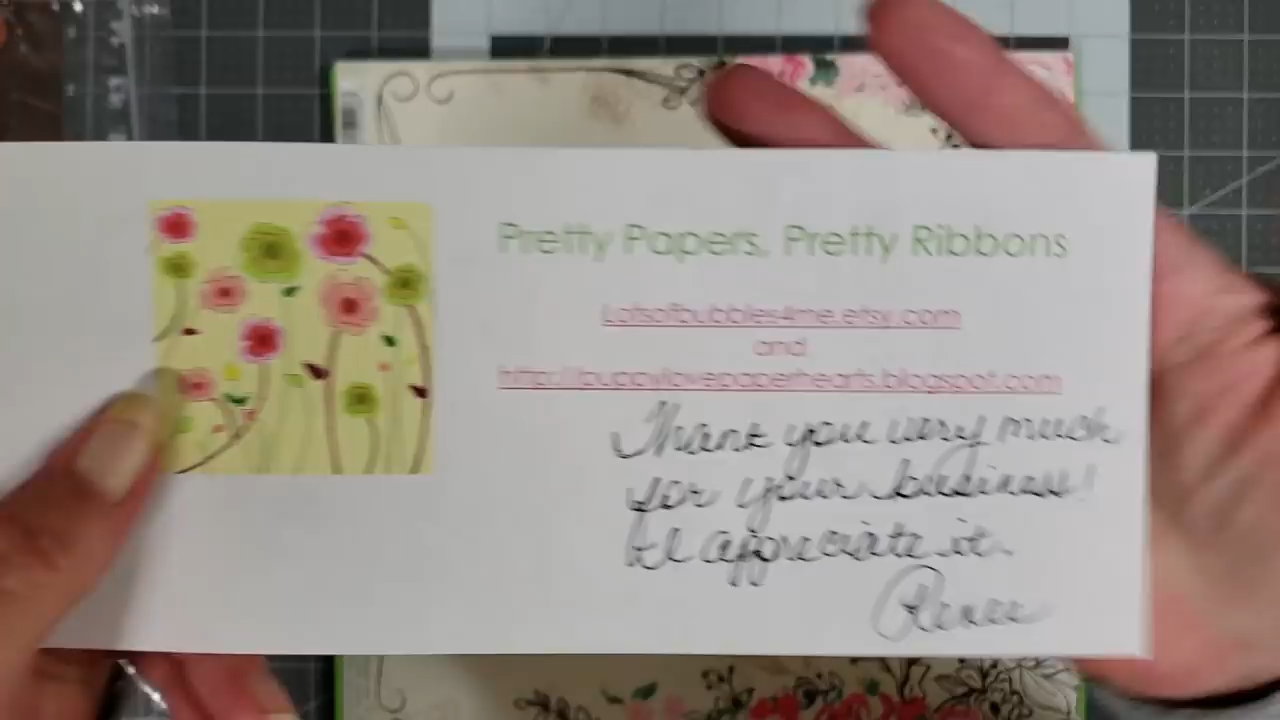 Pretty Papers, Pretty Ribbons
Lotsofbubbles4me.etsy.com
and
http://puppylovepaperhearts.blogspot.com
Thank you very much
for your business!
I appreciate it.
Renee